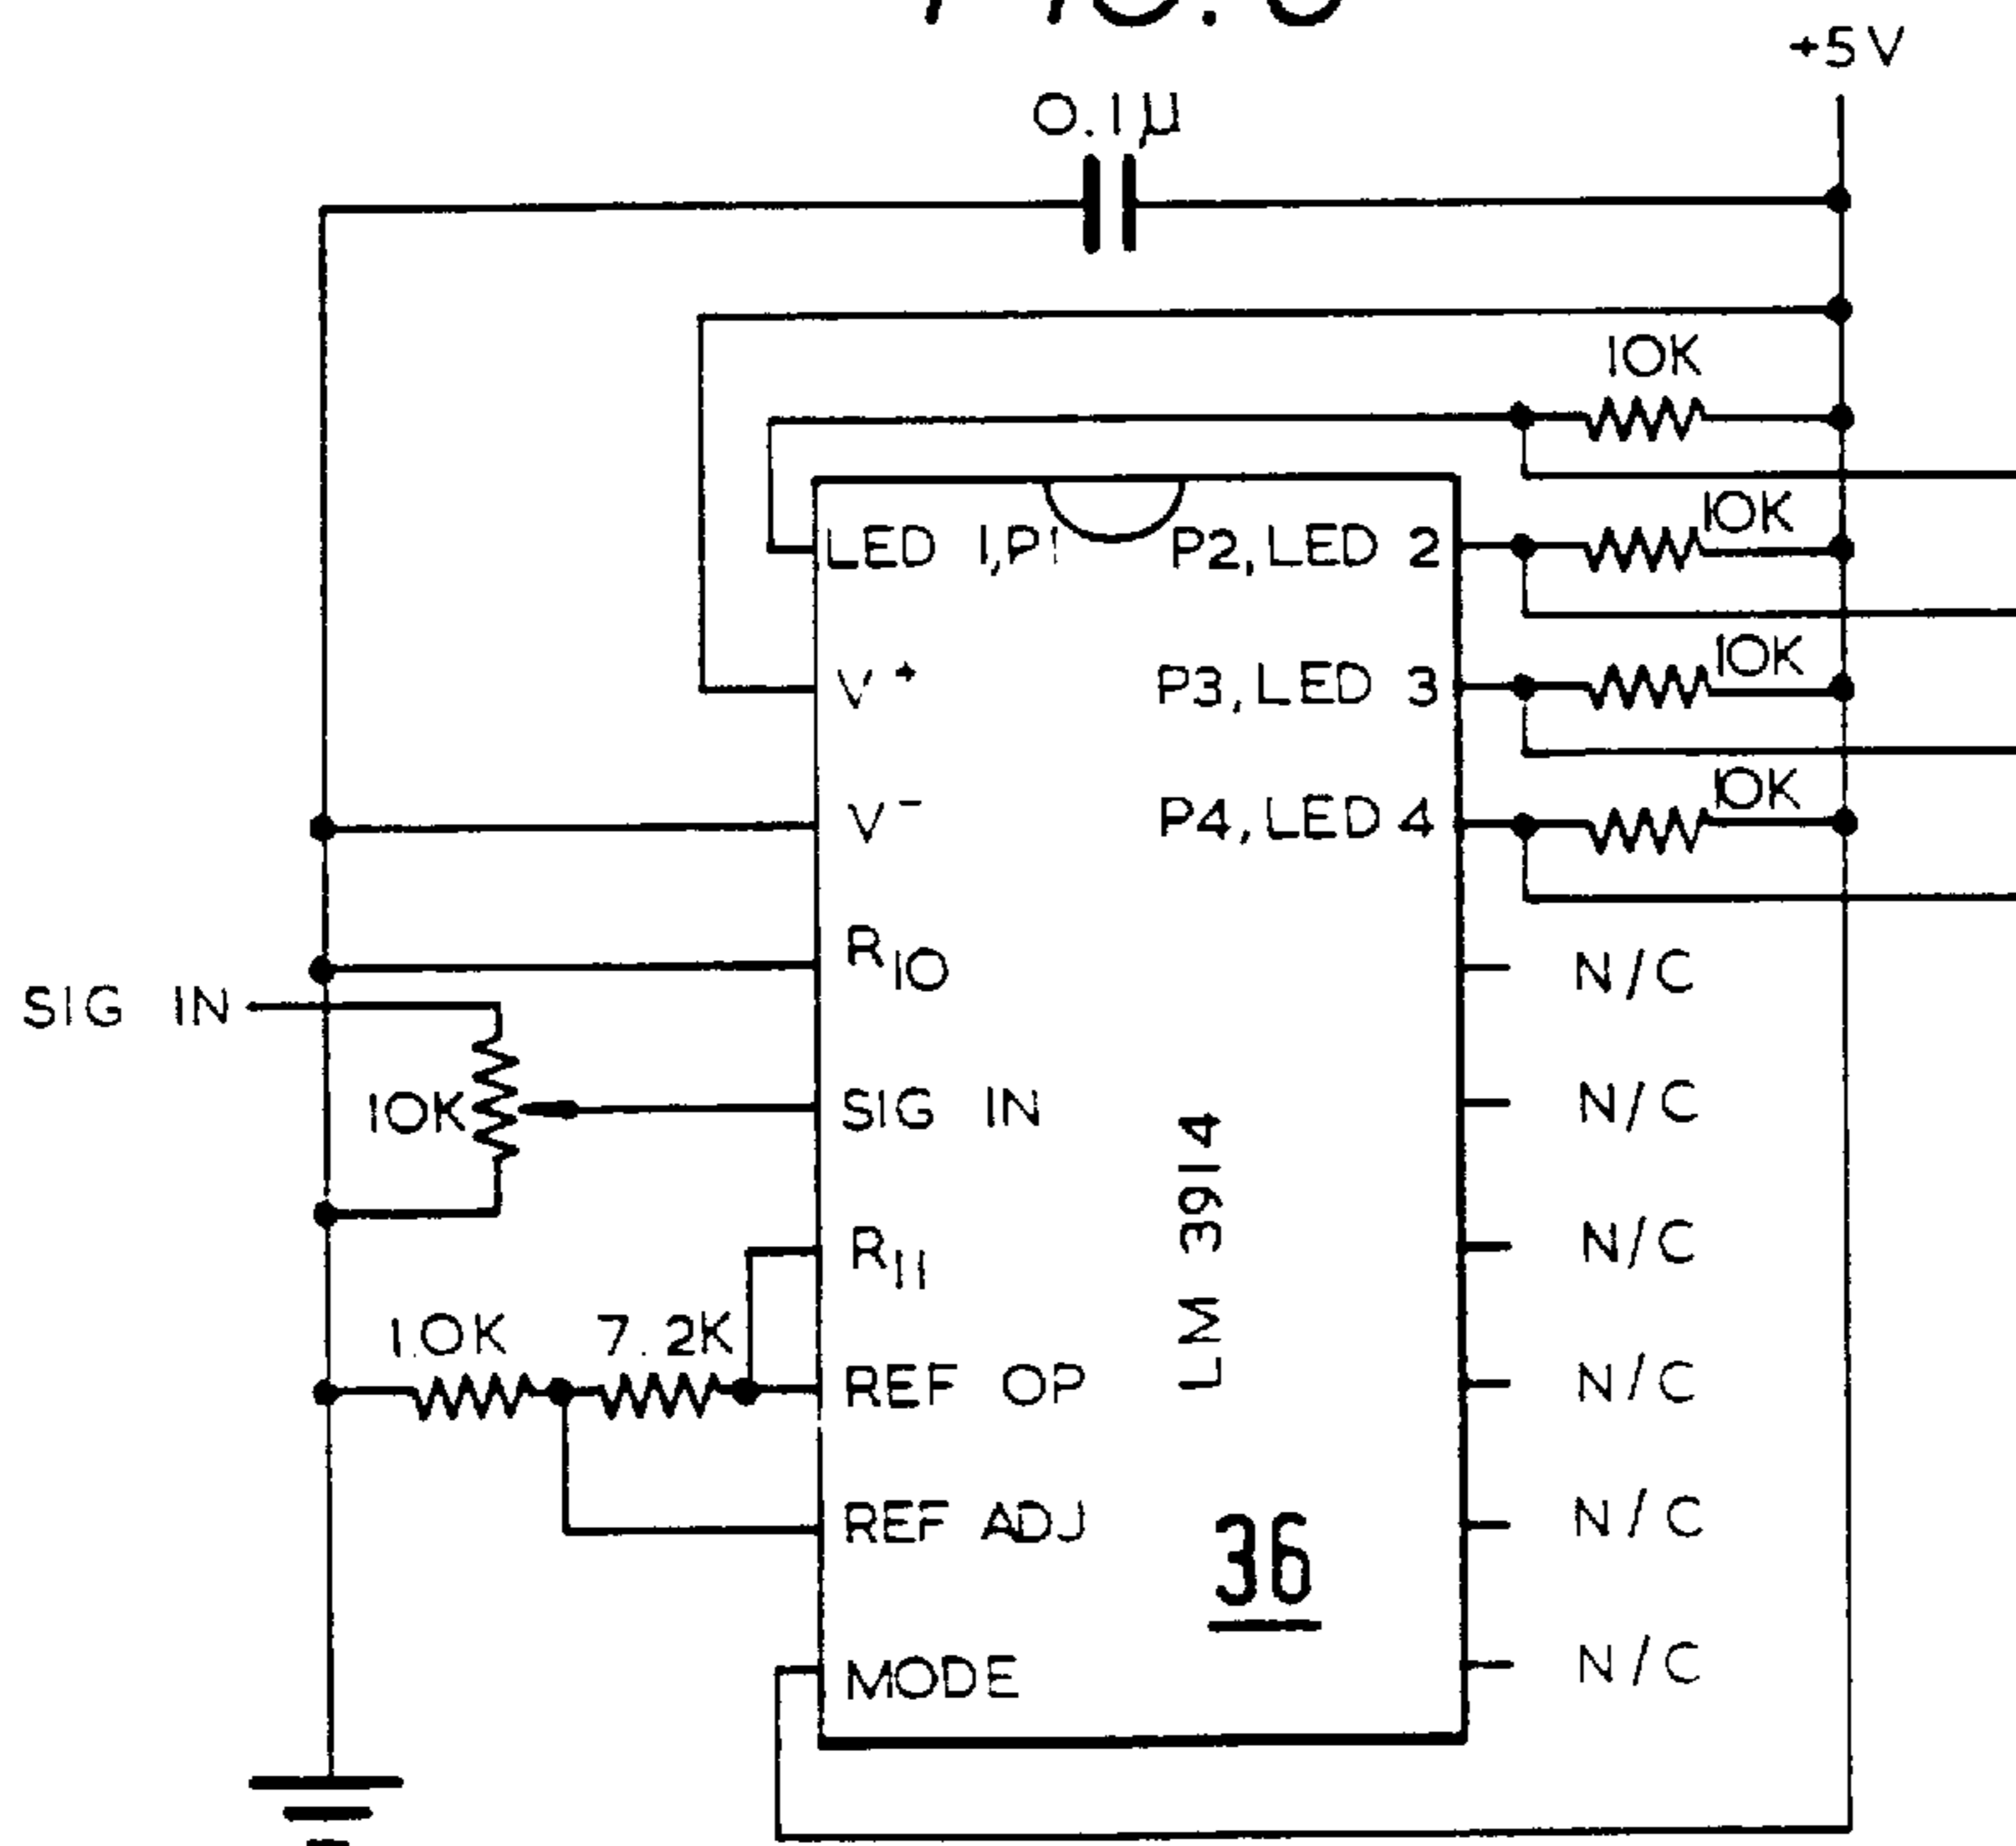 +5V
0.1µ
10K
LED 1,P1
P2,LED 2
10K
V+
P3,LED 3
10K
V-
P4,LED 4
10K
R10
N/C
SIG IN
10K
SIG IN
N/C
LM 3914
R11
N/C
1.0K
7.2K
REF OP
N/C
REF ADJ
N/C
36
MODE
N/C